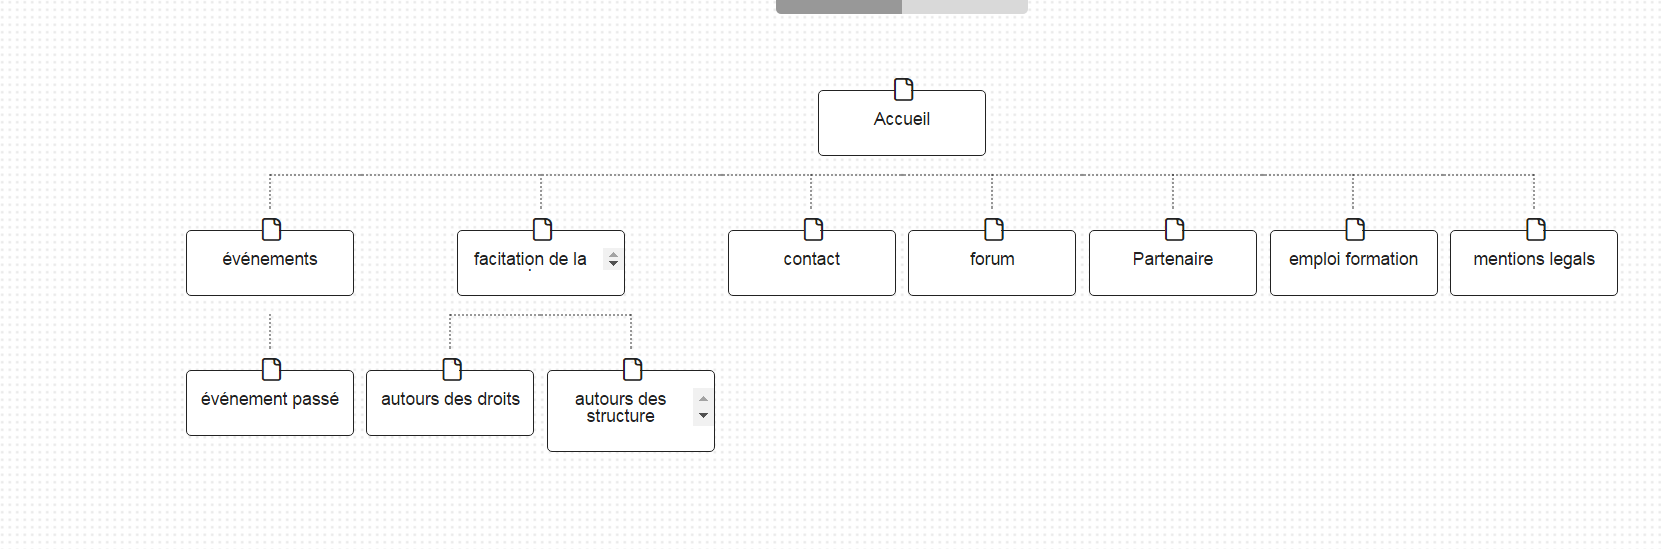 Accueil
événements
facitation de la
contact
forum
Partenaire
emploi formation
mentions legals
événement passé
autours des droits
autours des
structure